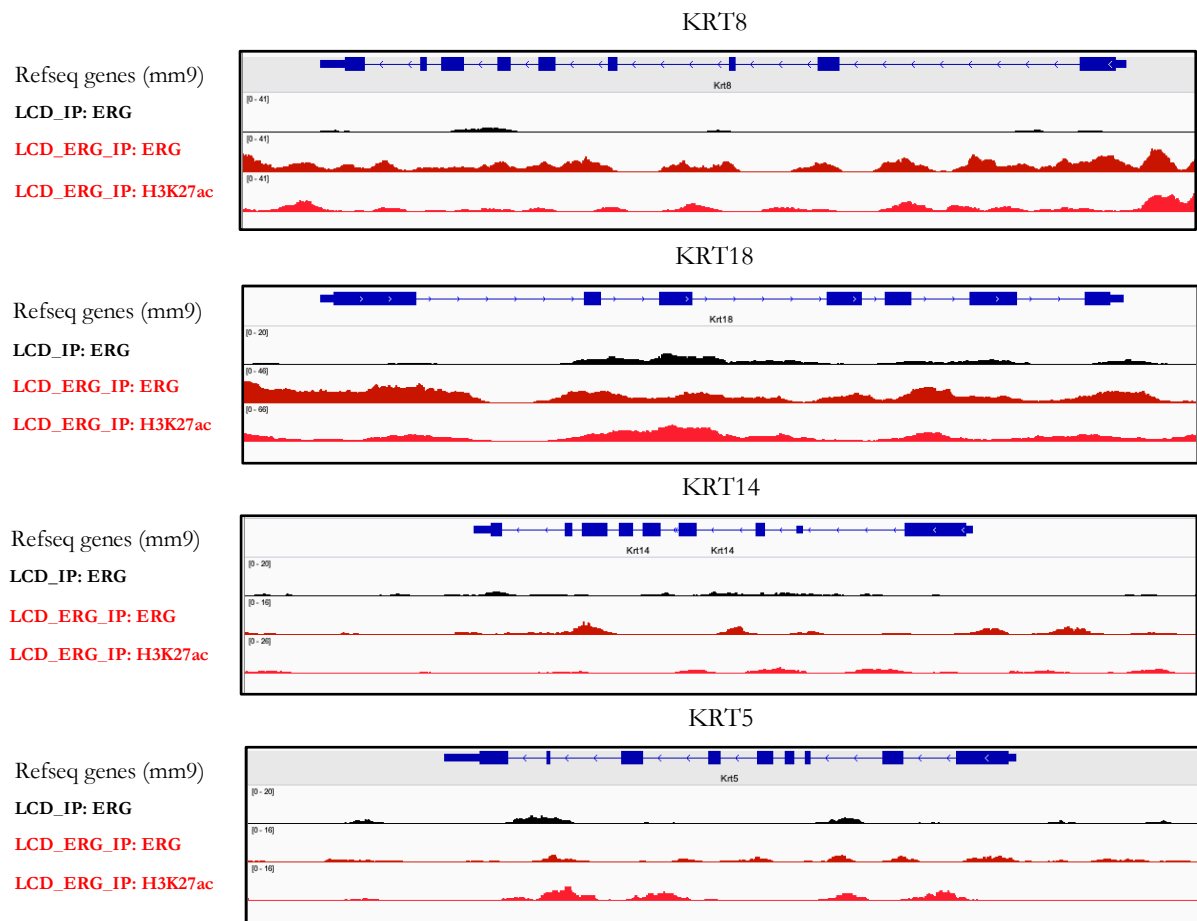 KRT8
Refseq genes (mm9)
Krt8
LCD_IP: ERG
[0 - 41]
LCD_ERG_IP: ERG
[0 - 41]
LCD_ERG_IP: H3K27ac
[0 - 41]
KRT18
Refseq genes (mm9)
Krt18
LCD_IP: ERG
[0 - 20]
LCD_ERG_IP: ERG
[0 - 46]
LCD_ERG_IP: H3K27ac
[0 - 66]
KRT14
Refseq genes (mm9)
Krt14 Krt14
LCD_IP: ERG
[0 - 20]
LCD_ERG_IP: ERG
[0 - 16]
LCD_ERG_IP: H3K27ac
[0 - 26]
KRT5
Refseq genes (mm9)
Krt5
LCD_IP: ERG
[0 - 20]
LCD_ERG_IP: ERG
[0 - 16]
LCD_ERG_IP: H3K27ac
[0 - 16]